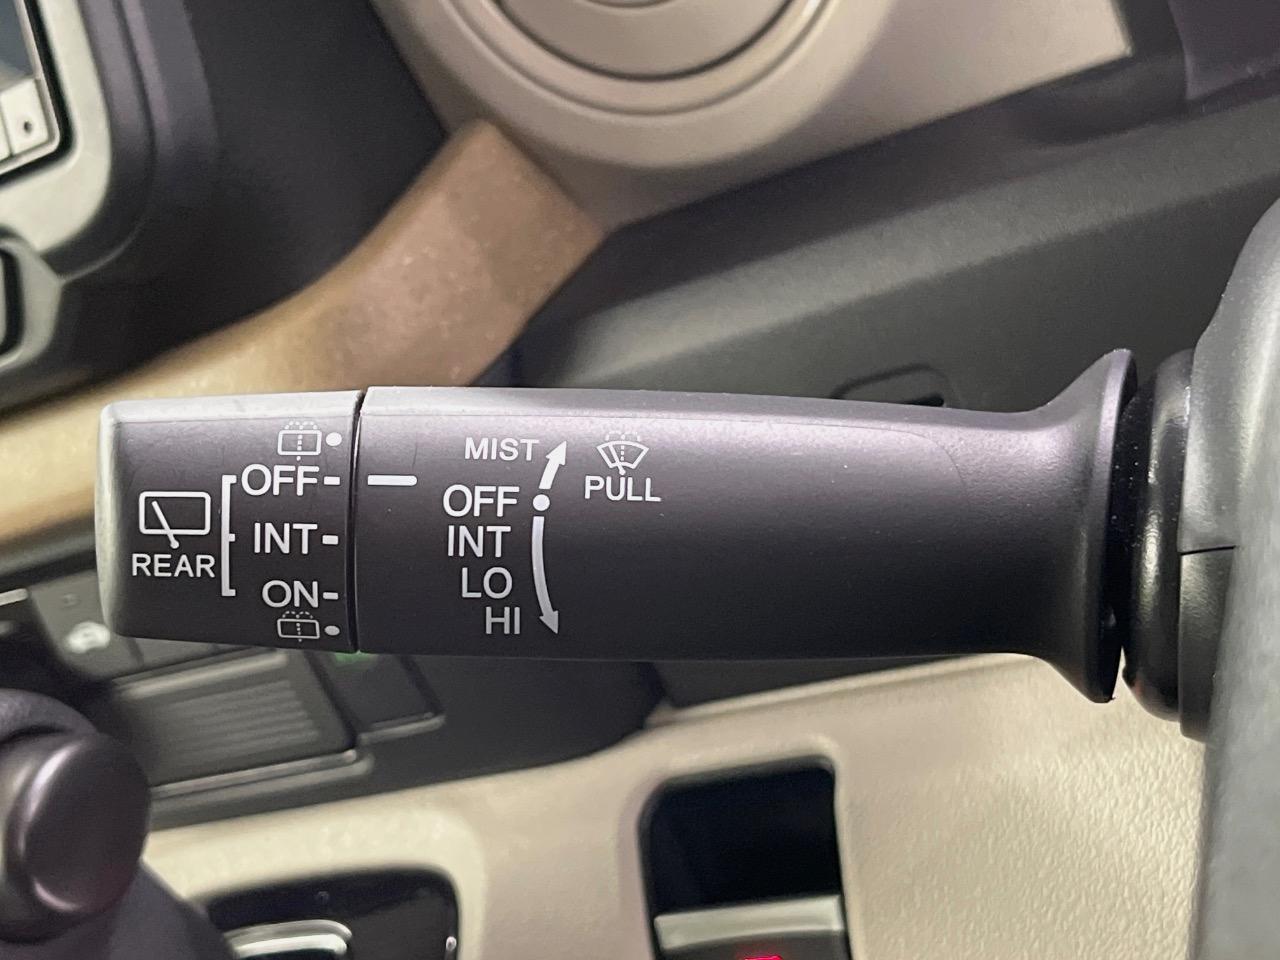 REAR
OFF
INT
ON
MIST
OFF
INT
LO
HI
PULL